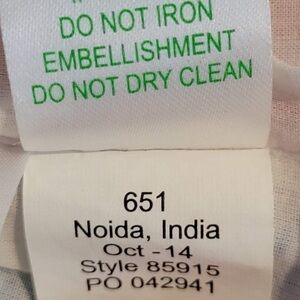 DO NOT IRON
EMBELLISHMENT
DO NOT DRY CLEAN
651
Noida, India
Oct -14
Style 85915
PO 042941